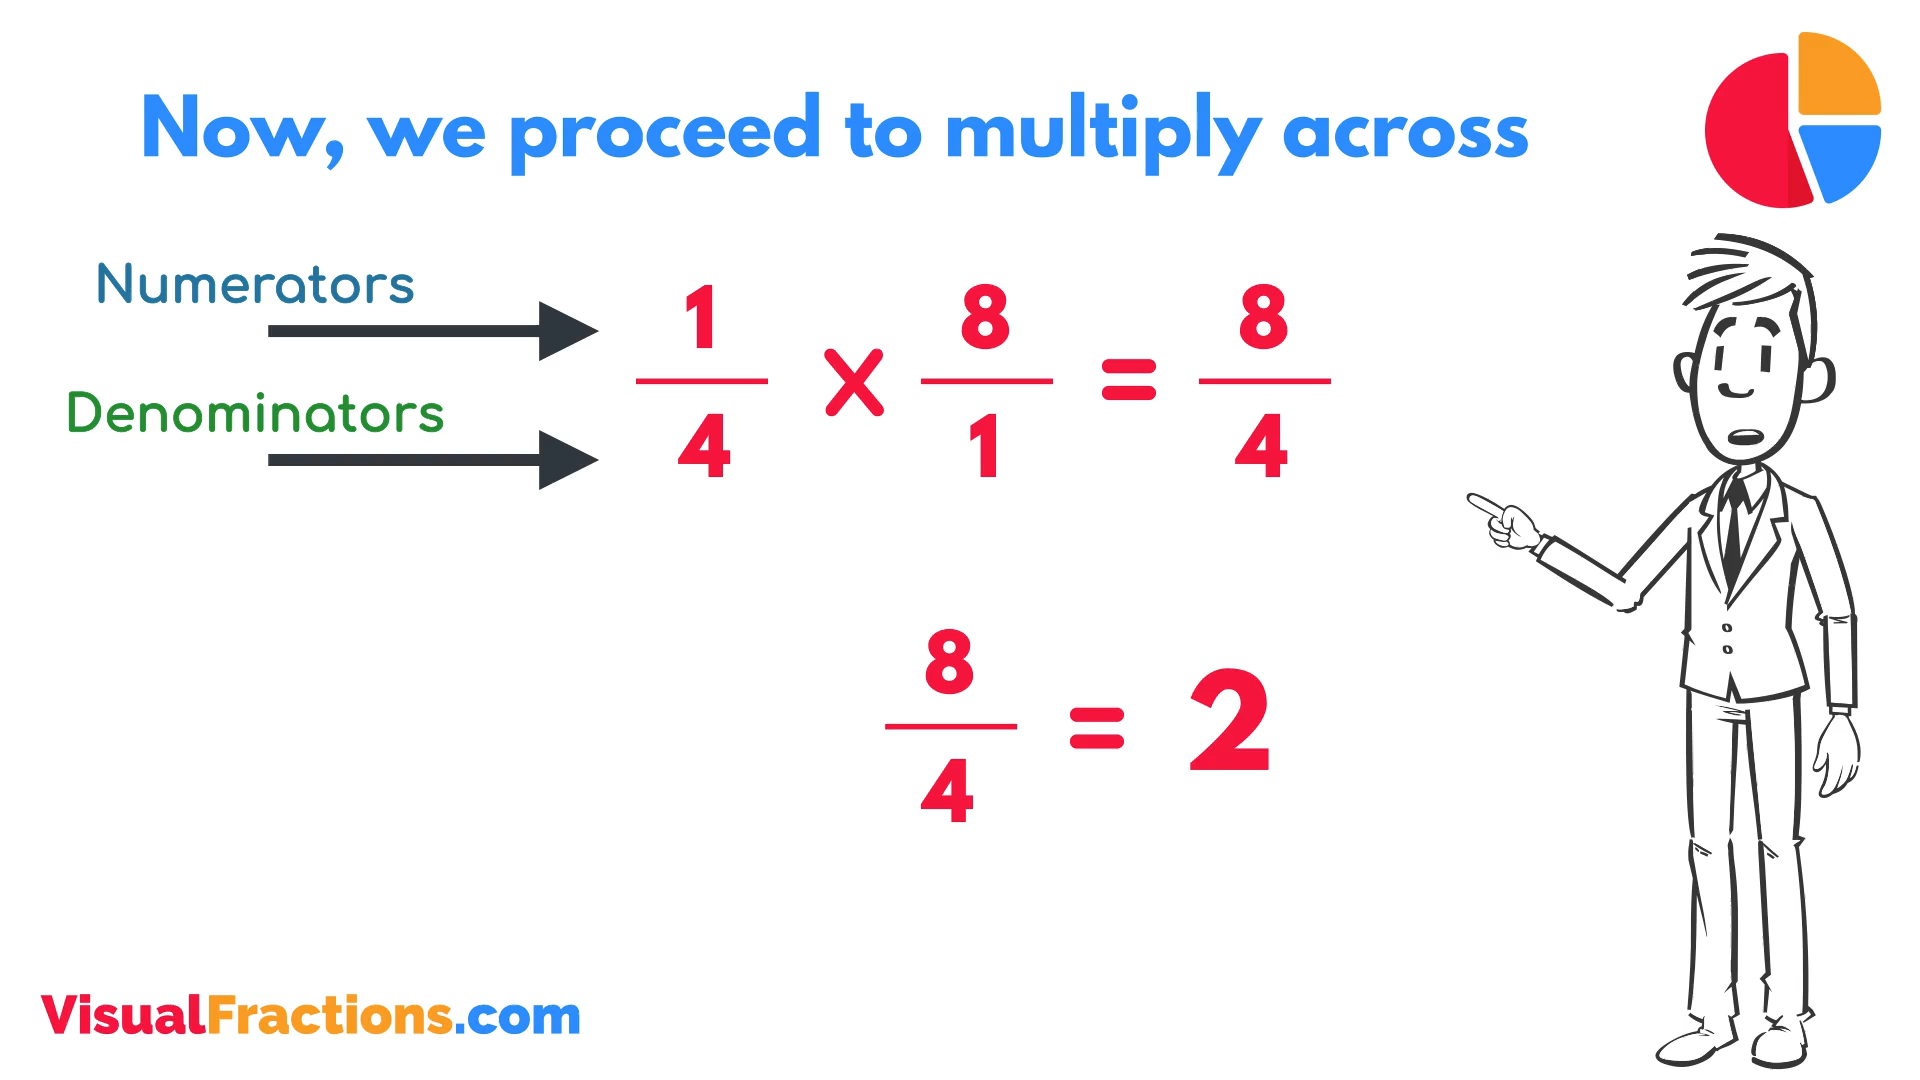 Now, we proceed to multiply across
Numerators
Denominators
1/4 x 8/1 = 8/4
8/4 = 2
VisualFractions.com